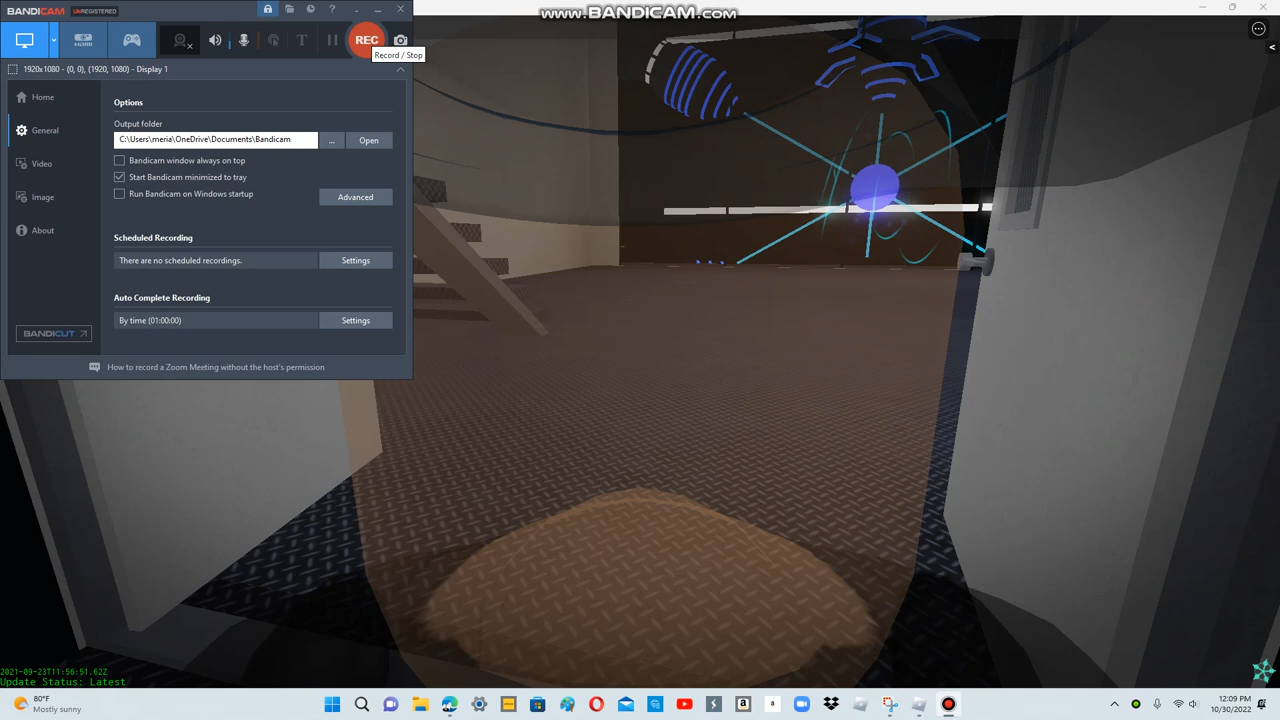 www.BANDICAM.com
BANDICAM UNREGISTERED
HDMI
REC
Record / Stop
1920x1080 - (0, 0), (1920, 1080) - Display 1
Home
General
Video
Image
About
BANDICUT
Options
Output folder
C:\Users\meria\OneDrive\Documents\Bandicam
...
Open
Bandicam window always on top
Start Bandicam minimized to tray
Run Bandicam on Windows startup
Advanced
Scheduled Recording
There are no scheduled recordings.
Settings
Auto Complete Recording
By time (01:00:00)
Settings
How to record a Zoom Meeting without the host's permission
2021-09-23T11:56:51.62Z
Update Status: Latest
80°F
Mostly sunny
12:09 PM
10/30/2022